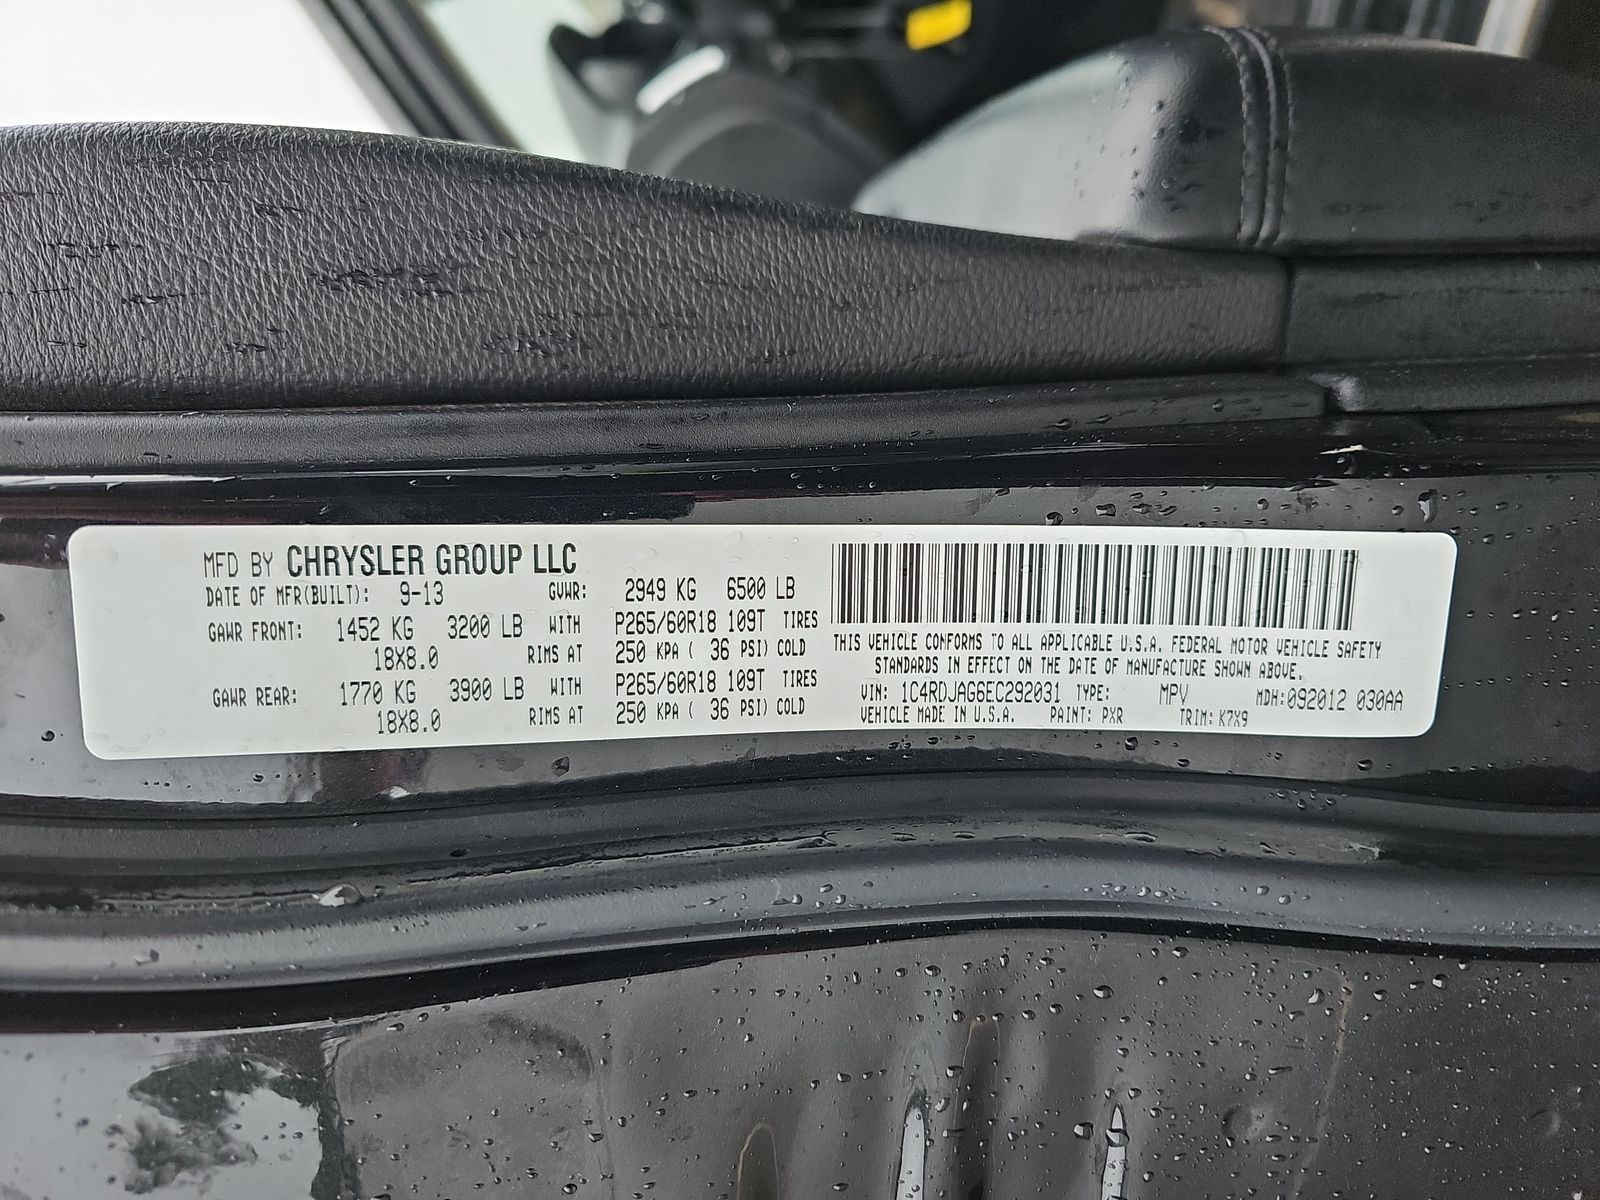 MFD BY CHRYSLER GROUP LLC
DATE OF MFR(BUILT): 9-13 GVWR: 2949 KG 6500 LB
GAWR FRONT: 1452 KG 3200 LB WITH P265/60R18 109T TIRES
18X8.0 RIMS AT 250 KPA ( 36 PSI) COLD
GAWR REAR: 1770 KG 3900 LB WITH P265/60R18 109T TIRES
18X8.0 RIMS AT 250 KPA ( 36 PSI) COLD
THIS VEHICLE CONFORMS TO ALL APPLICABLE U.S.A. FEDERAL MOTOR VEHICLE SAFETY
STANDARDS IN EFFECT ON THE DATE OF MANUFACTURE SHOWN ABOVE.
VIN: 1C4RDJAG6EC292031 TYPE: MPV MDH:092012 030AA
VEHICLE MADE IN U.S.A. PAINT: PXR TRIM: K7X9